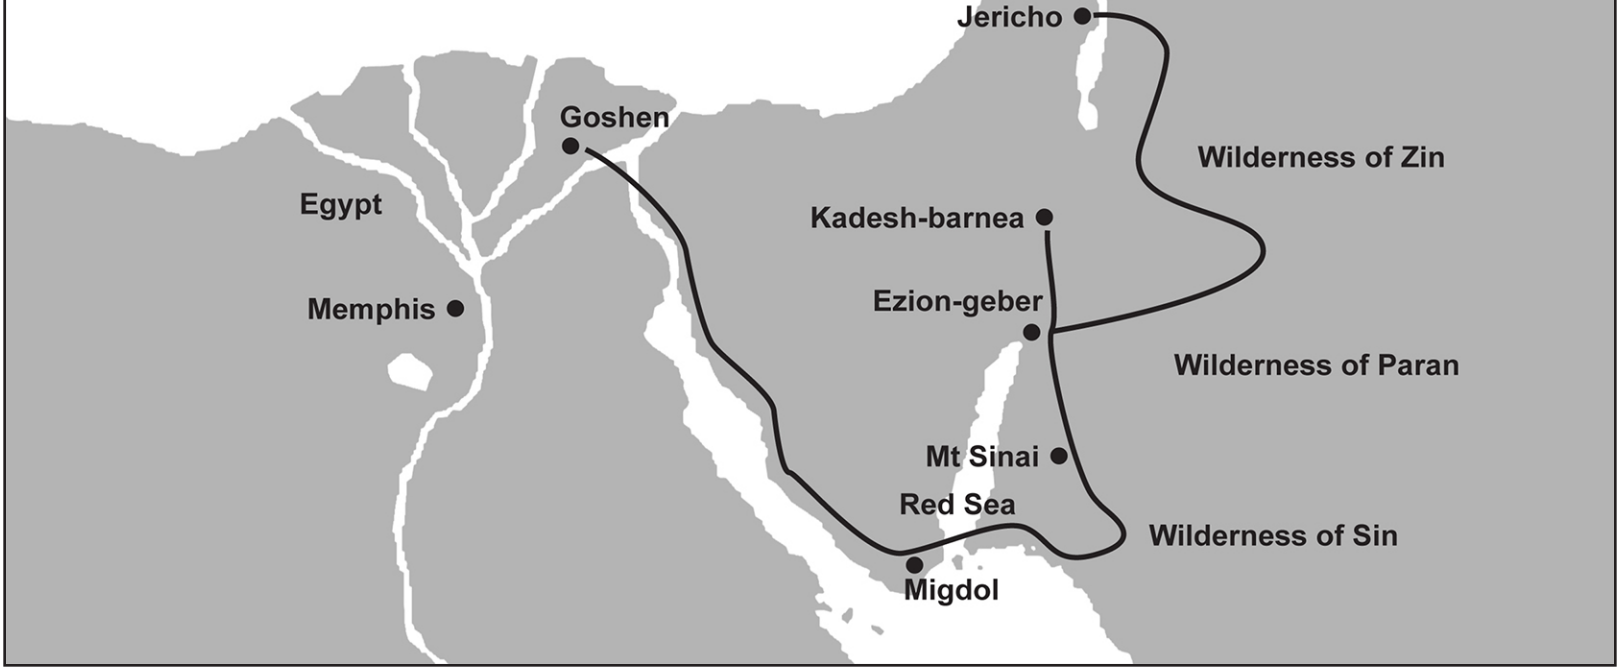 Jericho
Goshen
Wilderness of Zin
Egypt
Kadesh-barnea
Ezion-geber
Memphis
Wilderness of Paran
Mt Sinai
Red Sea
Wilderness of Sin
Migdol